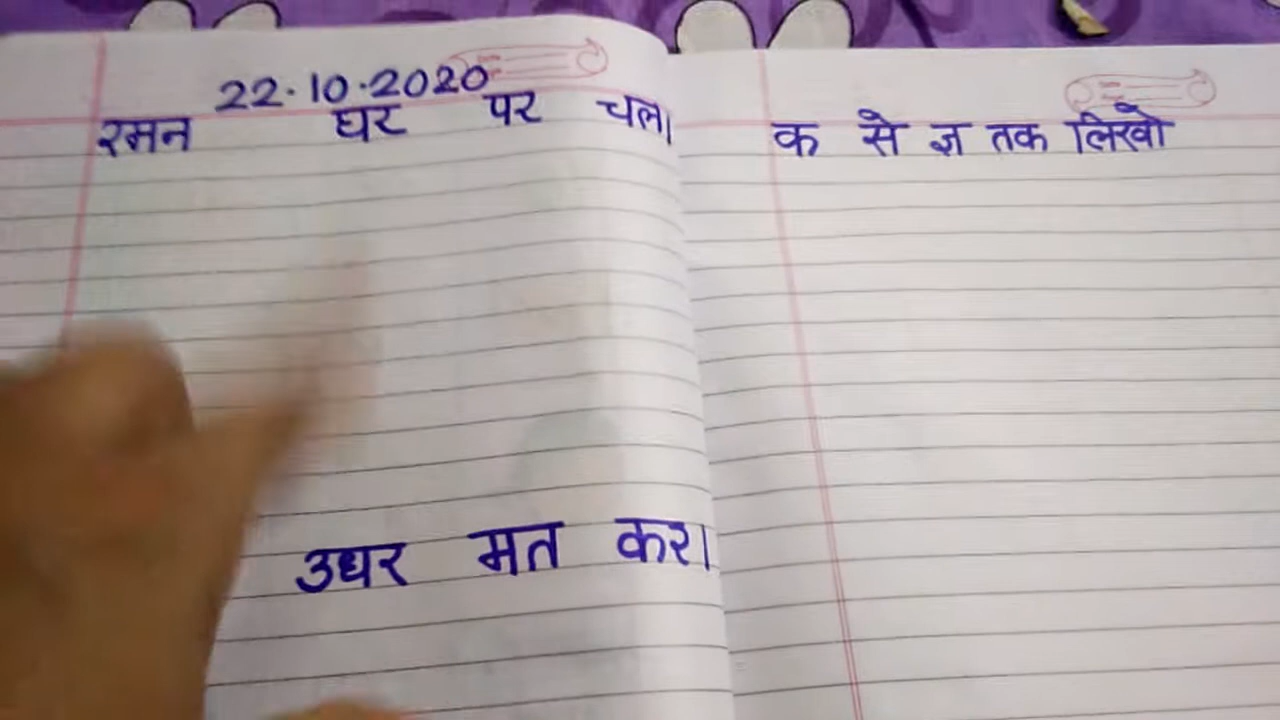 22.10.2020
रमन घर पर चल।
उधर मत कर।
क से ज्ञ तक लिखो